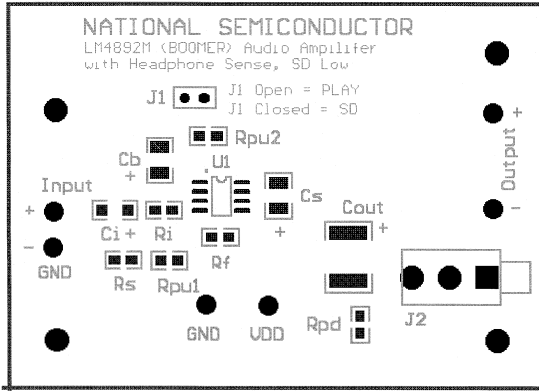 NATIONAL SEMICONDUCTOR
LM4892M (BOOMER) Audio Ampilifer
with Headphone Sense, SD Low
J1
J1 Open = PLAY
J1 Closed = SD
Rpu2
Cb
+
U1
Input
+
-
GND
Ci+
Ri
Cs
+
Cout
+
Output
+
-
Rf
Rs
Rpu1
GND
VDD
Rpd
J2